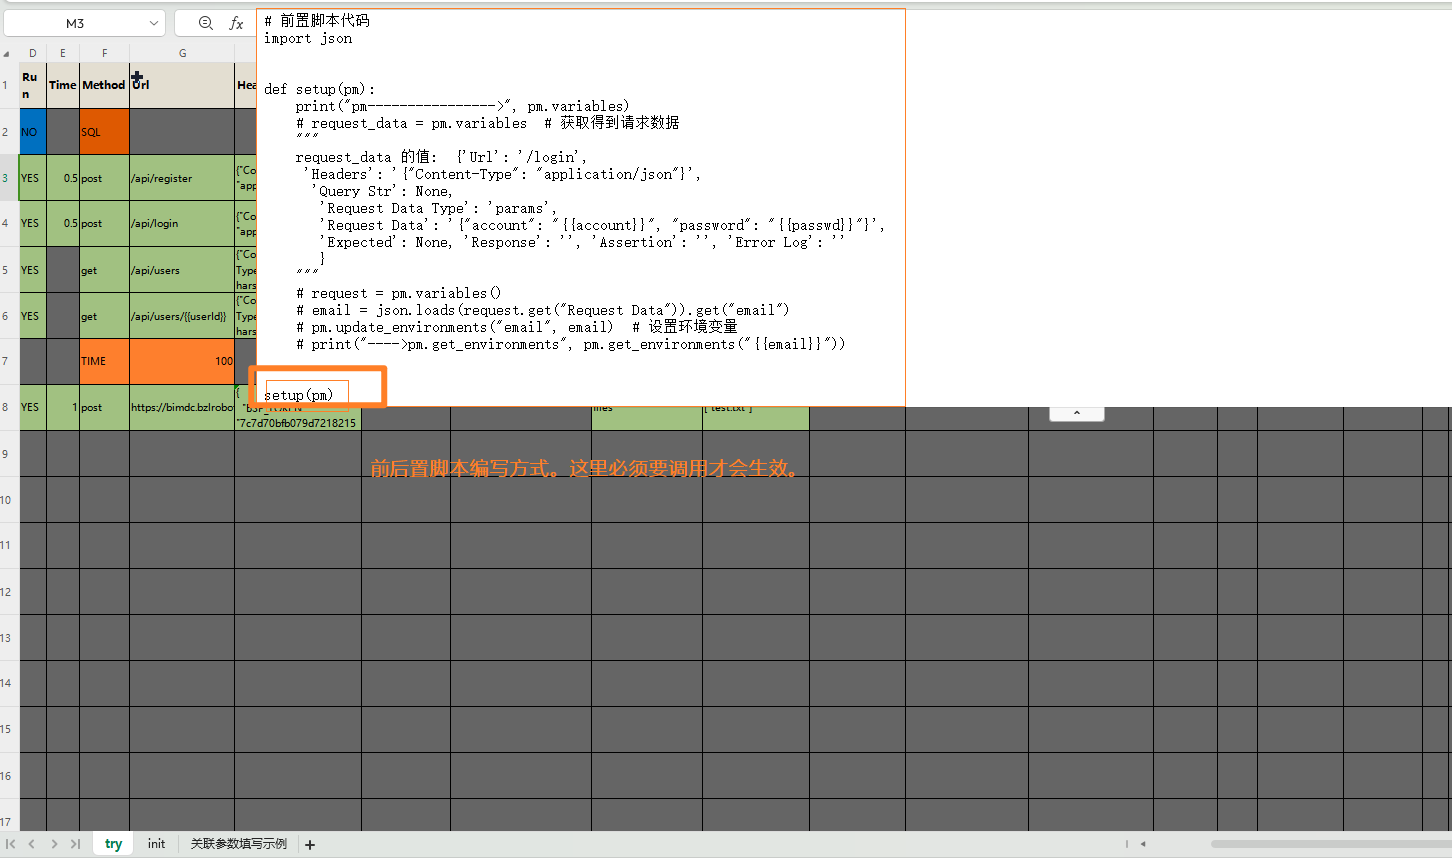 M3
fx
# 前置脚本代码
import json
def setup(pm):
    print("pm---------------->", pm.variables)
    # request_data = pm.variables  # 获取得到请求数据
    """
    request_data 的值:  {'Url': '/login',
     'Headers': '{"Content-Type": "application/json"}',
      'Query Str': None,
       'Request Data Type': 'params',
       'Request Data': '{"account": "{{account}}", "password": "{{passwd}}"}',
       'Expected': None, 'Response': '', 'Assertion': '', 'Error Log': ''
       }
    """
    # request = pm.variables()
    # email = json.loads(request.get("Request Data")).get("email")
    # pm.update_environments("email", email)  # 设置环境变量
    # print("---->pm.get_environments", pm.get_environments("{{email}}"))
setup(pm)
D E F G
1 Run Time Method Url Hea
2 NO SQL
3 YES 0.5 post /api/register {"Co
"app
4 YES 0.5 post /api/login {"Co
"app
5 YES get /api/users {"Co
Type
hars
6 YES get /api/users/{{userId}} {"Co
Type
hars
7 TIME 100
8 YES 1 post https://bimdc.bzlrobo {
"7c7d70bfb079d7218215
files ["test.txt"]
9
前后置脚本编写方式。这里必须要调用才会生效。
10
11
12
13
14
15
16
17
try init 关联参数填写示例 +